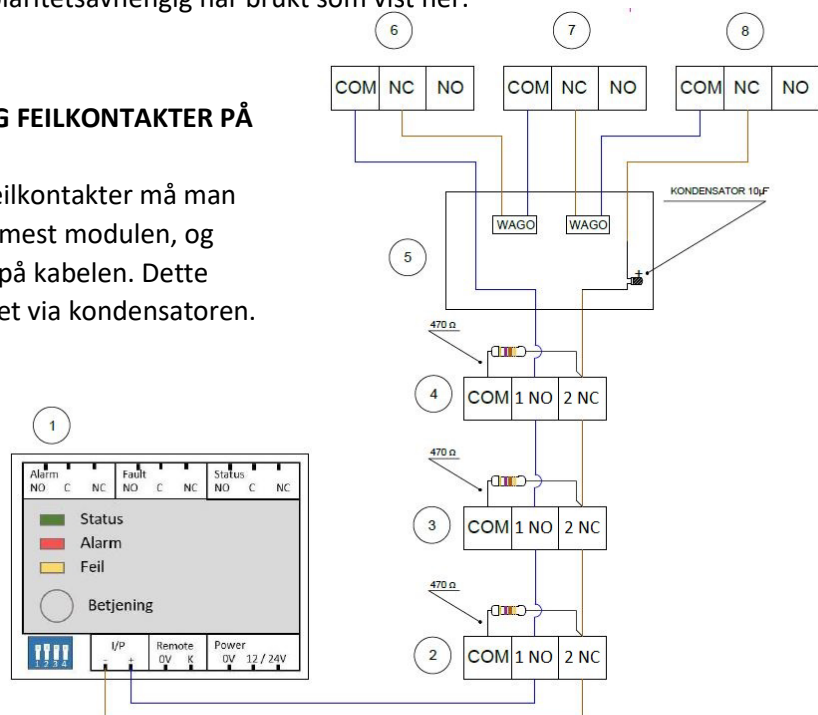 laritetsavhengig når brukt som vist her.
G FEILKONTAKTER PÅ
eilkontakter må man
mest modulen, og
på kabelen. Dette
et via kondensatoren.
6
7
8
COM NC NO
COM NC NO
COM NC NO
KONDENSATOR 10µF
WAGO
WAGO
+
5
470 Ω
4
COM 1 NO 2 NC
470 Ω
3
COM 1 NO 2 NC
470 Ω
2
COM 1 NO 2 NC
1
Alarm Fault Status
NO C NC NO C NC NO C NC
Status
Alarm
Feil
Betjening
1 2 3 4
I/P Remote Power
- + 0V K 0V 12 / 24V